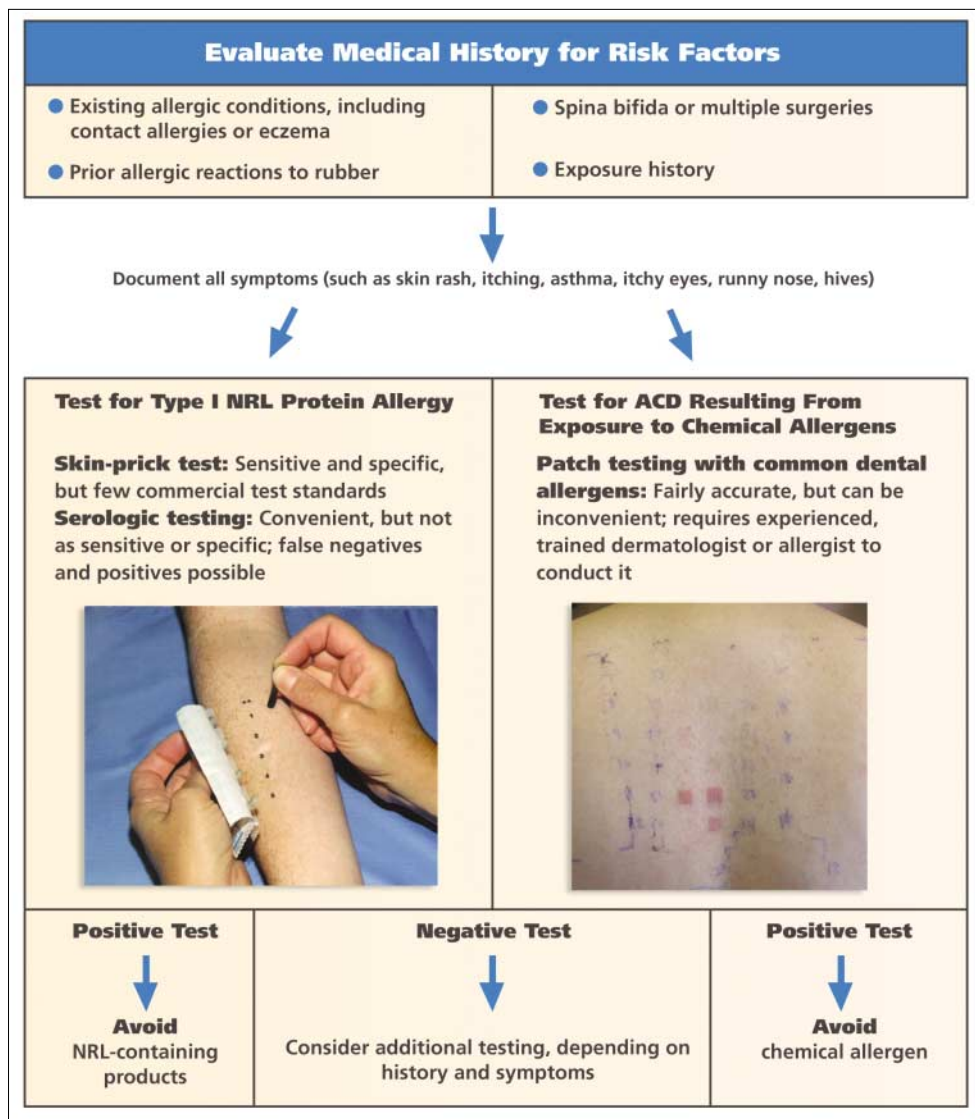 Evaluate Medical History for Risk Factors
● Existing allergic conditions, including
contact allergies or eczema
● Prior allergic reactions to rubber
● Spina bifida or multiple surgeries
● Exposure history
Document all symptoms (such as skin rash, itching, asthma, itchy eyes, runny nose, hives)
Test for Type I NRL Protein Allergy
Skin-prick test: Sensitive and specific,
but few commercial test standards
Serologic testing: Convenient, but not
as sensitive or specific; false negatives
and positives possible
Test for ACD Resulting From
Exposure to Chemical Allergens
Patch testing with common dental
allergens: Fairly accurate, but can be
inconvenient; requires experienced,
trained dermatologist or allergist to
conduct it
Positive Test
Avoid
NRL-containing
products
Negative Test
Consider additional testing, depending on
history and symptoms
Positive Test
Avoid
chemical allergen